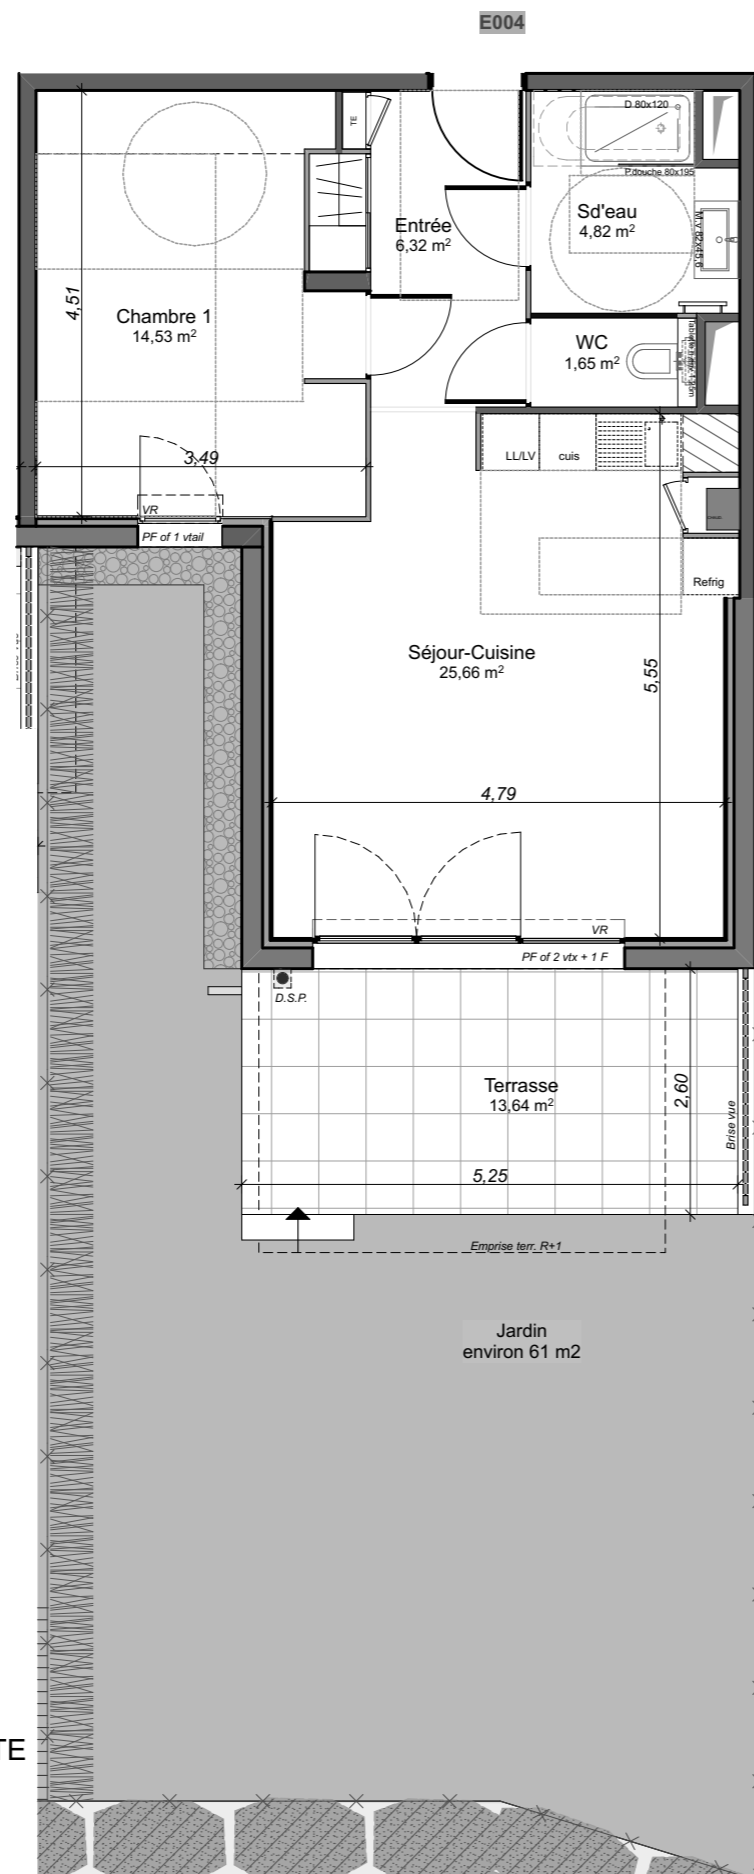 E004
D 80x120
TE
P.douche 80x195
Sd'eau
4,82 m²
Entrée
6,32 m²
4,51
Chambre 1
14,53 m²
WC
1,65 m²
3,49
LL/LV
cuis
VR
PF of 1 vtail
Refrig
Séjour-Cuisine
25,66 m²
5,55
4,79
VR
PF of 2 vtx + 1 F
D.S.P.
Terrasse
13,64 m²
2,60
Brise vue
5,25
Emprise terr. R+1
Jardin
environ 61 m2
TE